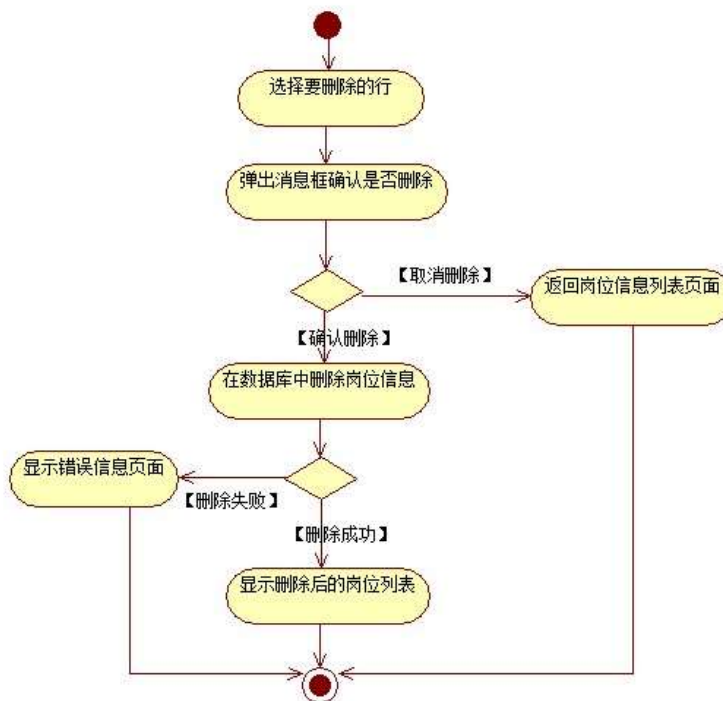 选择要删除的行
弹出消息框确认是否删除
【取消删除】
返回岗位信息列表页面
【确认删除】
在数据库中删除岗位信息
显示错误信息页面
【删除失败】
【删除成功】
显示删除后的岗位列表